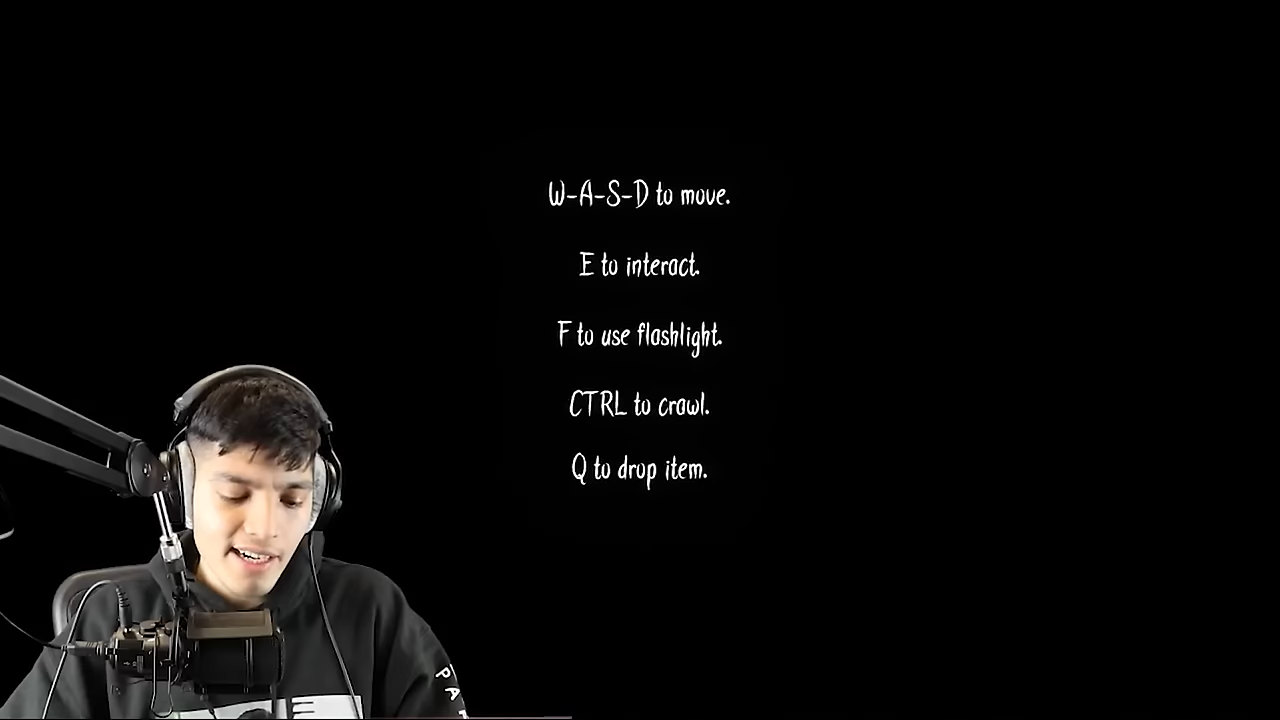 W-A-S-D to move.
E to interact.
F to use flashlight.
CTRL to crawl.
Q to drop item.